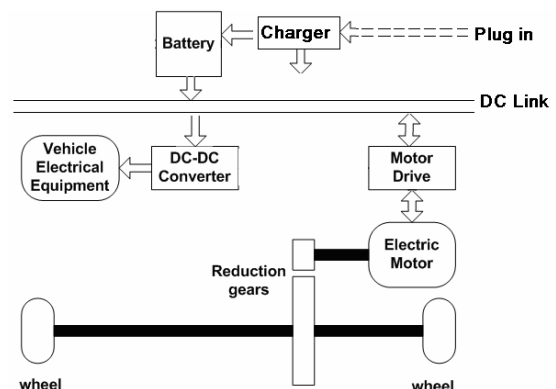 Battery
Charger
Plug in
DC Link
Vehicle
Electrical
Equipment
DC-DC
Converter
Motor
Drive
Electric
Motor
Reduction
gears
wheel
wheel